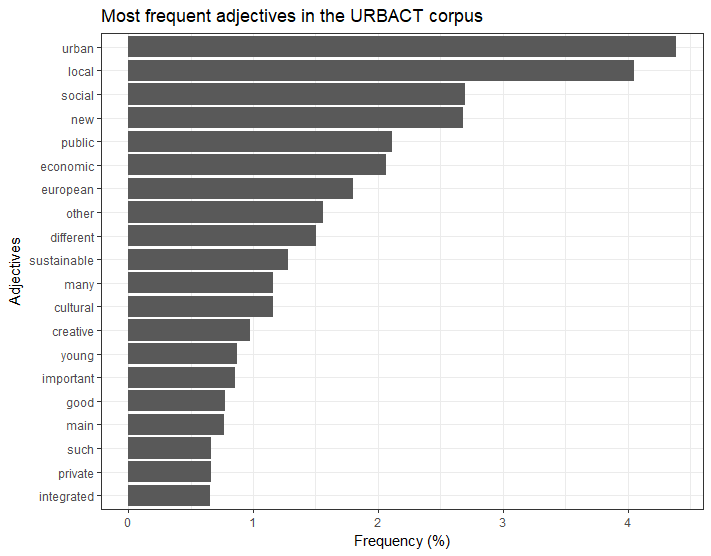 Most frequent adjectives in the URBACT corpus
Adjectives
urban
local
social
new
public
economic
european
other
different
sustainable
many
cultural
creative
young
important
good
main
such
private
integrated
0 1 2 3 4
Frequency (%)